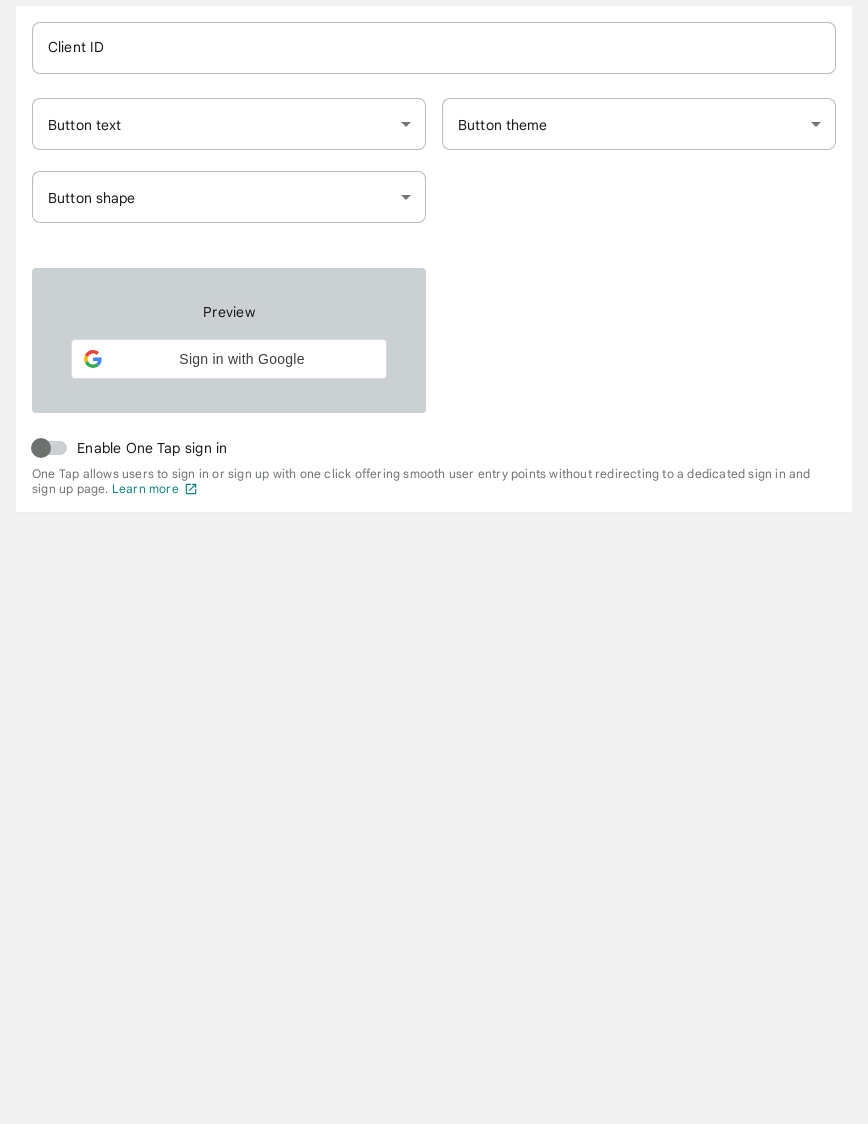 Client ID
Button text
Button theme
Button shape
Preview
Sign in with Google
Enable One Tap sign in
One Tap allows users to sign in or sign up with one click offering smooth user entry points without redirecting to a dedicated sign in and
sign up page. Learn more